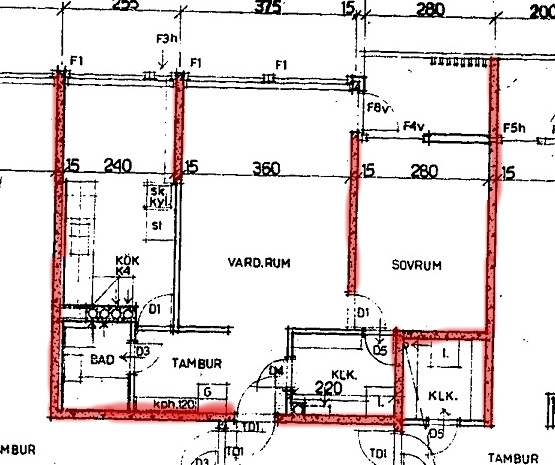 255 375 15 280 200
F3h
F1 F1 F1
F8v F4v F5h
15 240 15 360 15 280 15
sk
kyl
st
KÖK
K4
VARD.RUM
SOVRUM
D1 D1
BAD D3 TAMBUR D4 D5
G KLK. L
KLK.
220
kph.120 L
TD1. D5
TD1 TD1
D3
MBUR TAMBUR